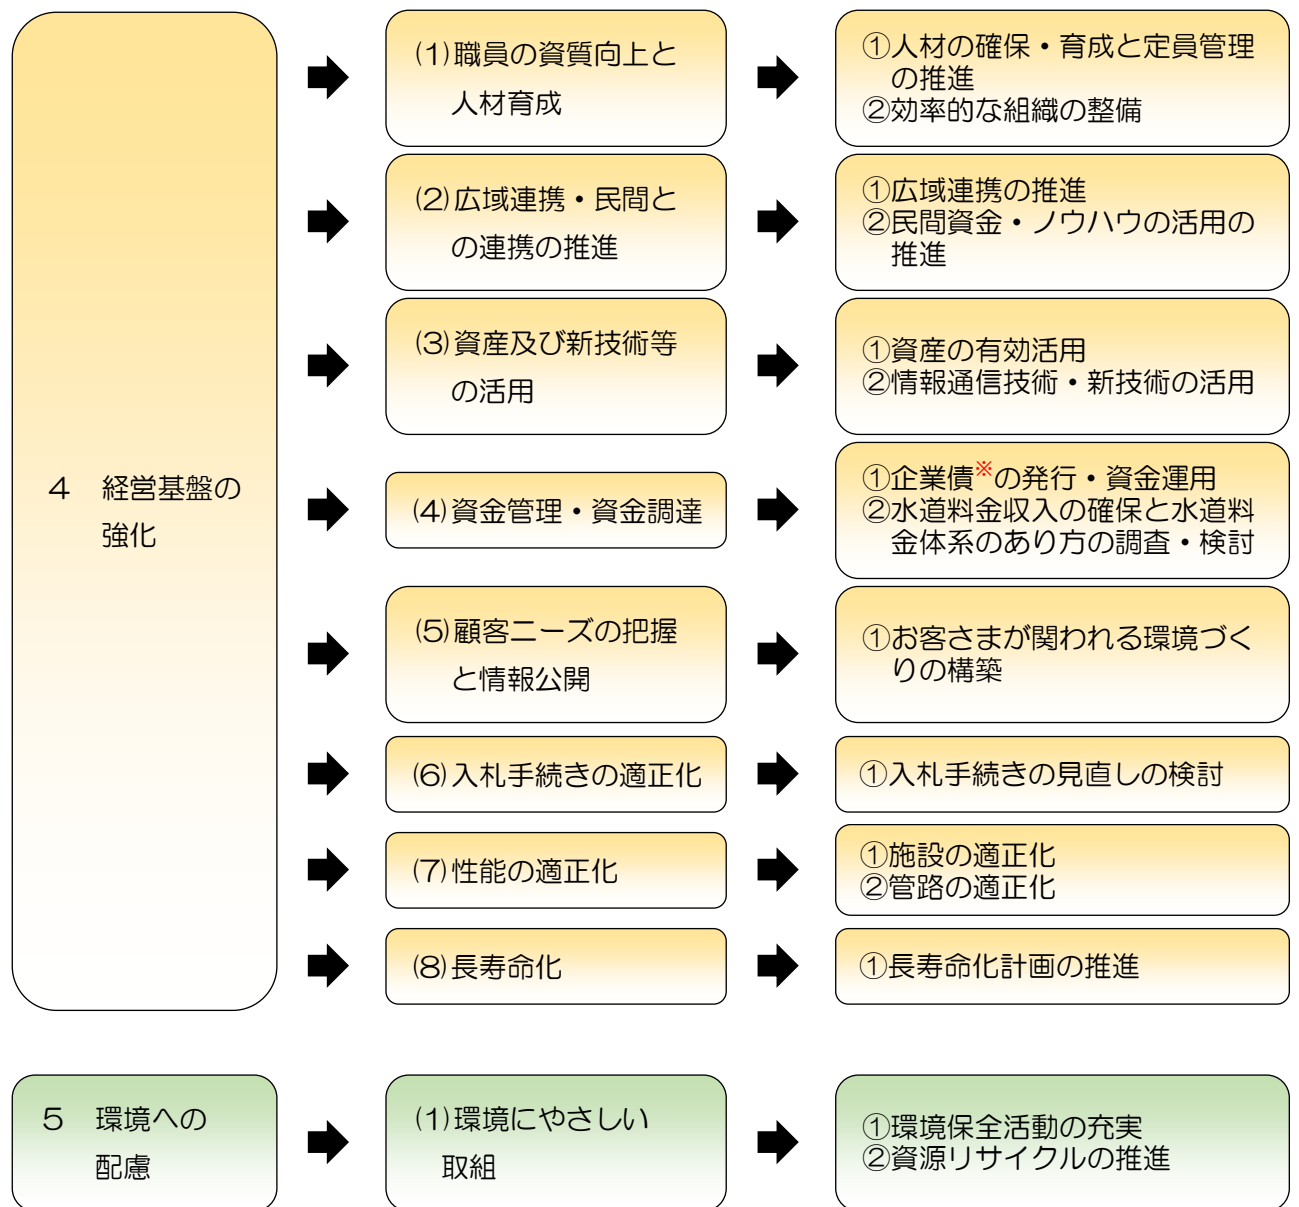 4 経営基盤の
強化
(1)職員の資質向上と
人材育成
①人材の確保・育成と定員管理
の推進
②効率的な組織の整備
(2)広域連携・民間と
の連携の推進
①広域連携の推進
②民間資金・ノウハウの活用の
推進
(3)資産及び新技術等
の活用
①資産の有効活用
②情報通信技術・新技術の活用
(4)資金管理・資金調達
①企業債※の発行・資金運用
②水道料金収入の確保と水道料
金体系のあり方の調査・検討
(5)顧客ニーズの把握
と情報公開
①お客さまが関われる環境づく
りの構築
(6)入札手続きの適正化
①入札手続きの見直しの検討
(7)性能の適正化
①施設の適正化
②管路の適正化
(8)長寿命化
①長寿命化計画の推進
5 環境への
配慮
(1)環境にやさしい
取組
①環境保全活動の充実
②資源リサイクルの推進